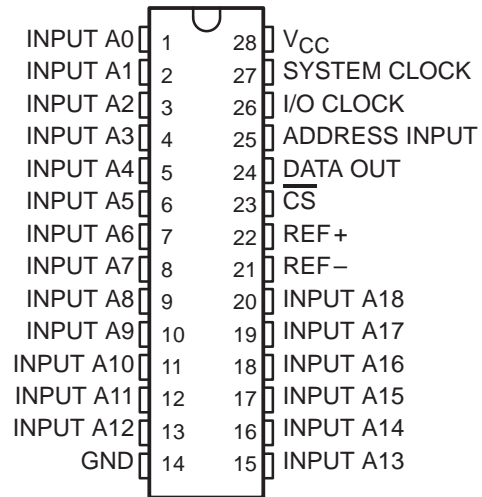 INPUT A0 1 28 VCC
INPUT A1 2 27 SYSTEM CLOCK
INPUT A2 3 26 I/O CLOCK
INPUT A3 4 25 ADDRESS INPUT
INPUT A4 5 24 DATA OUT
INPUT A5 6 23 C̅S̅
INPUT A6 7 22 REF+
INPUT A7 8 21 REF–
INPUT A8 9 20 INPUT A18
INPUT A9 10 19 INPUT A17
INPUT A10 11 18 INPUT A16
INPUT A11 12 17 INPUT A15
INPUT A12 13 16 INPUT A14
GND 14 15 INPUT A13